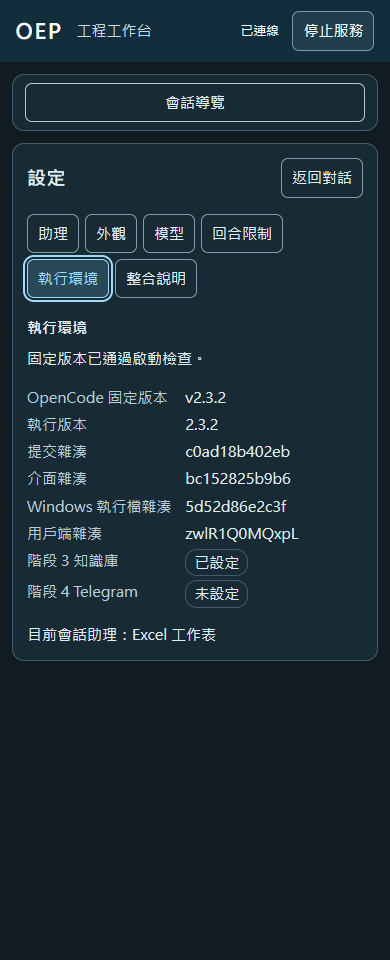 OEP 工程工作台 已連線 停止服務
會話導覽
設定 返回對話
助理 外觀 模型 回合限制
執行環境 整合說明
執行環境
固定版本已通過啟動檢查。
OpenCode 固定版本 v2.3.2
執行版本 2.3.2
提交雜湊 c0ad18b402eb
介面雜湊 bc152825b9b6
Windows 執行檔雜湊 5d52d86e2c3f
用戶端雜湊 zwlR1Q0MQxpL
階段 3 知識庫 已設定
階段 4 Telegram 未設定
目前會話助理：Excel 工作表